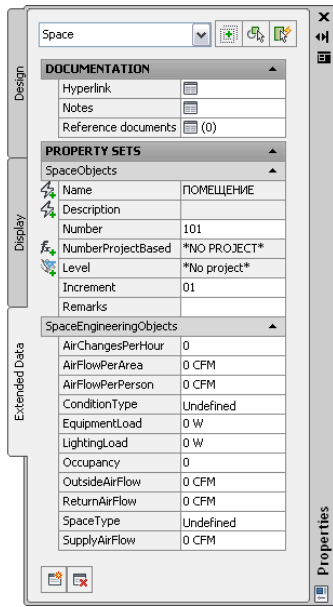 Space
Design
Display
Extended Data
DOCUMENTATION
Hyperlink
Notes
Reference documents (0)
PROPERTY SETS
SpaceObjects
Name ПОМЕЩЕНИЕ
Description
Number 101
NumberProjectBased *NO PROJECT*
Level *No project*
Increment 01
Remarks
SpaceEngineeringObjects
AirChangesPerHour 0
AirFlowPerArea 0 CFM
AirFlowPerPerson 0 CFM
ConditionType Undefined
EquipmentLoad 0 W
LightingLoad 0 W
Occupancy 0
OutsideAirFlow 0 CFM
ReturnAirFlow 0 CFM
SpaceType Undefined
SupplyAirFlow 0 CFM
Properties